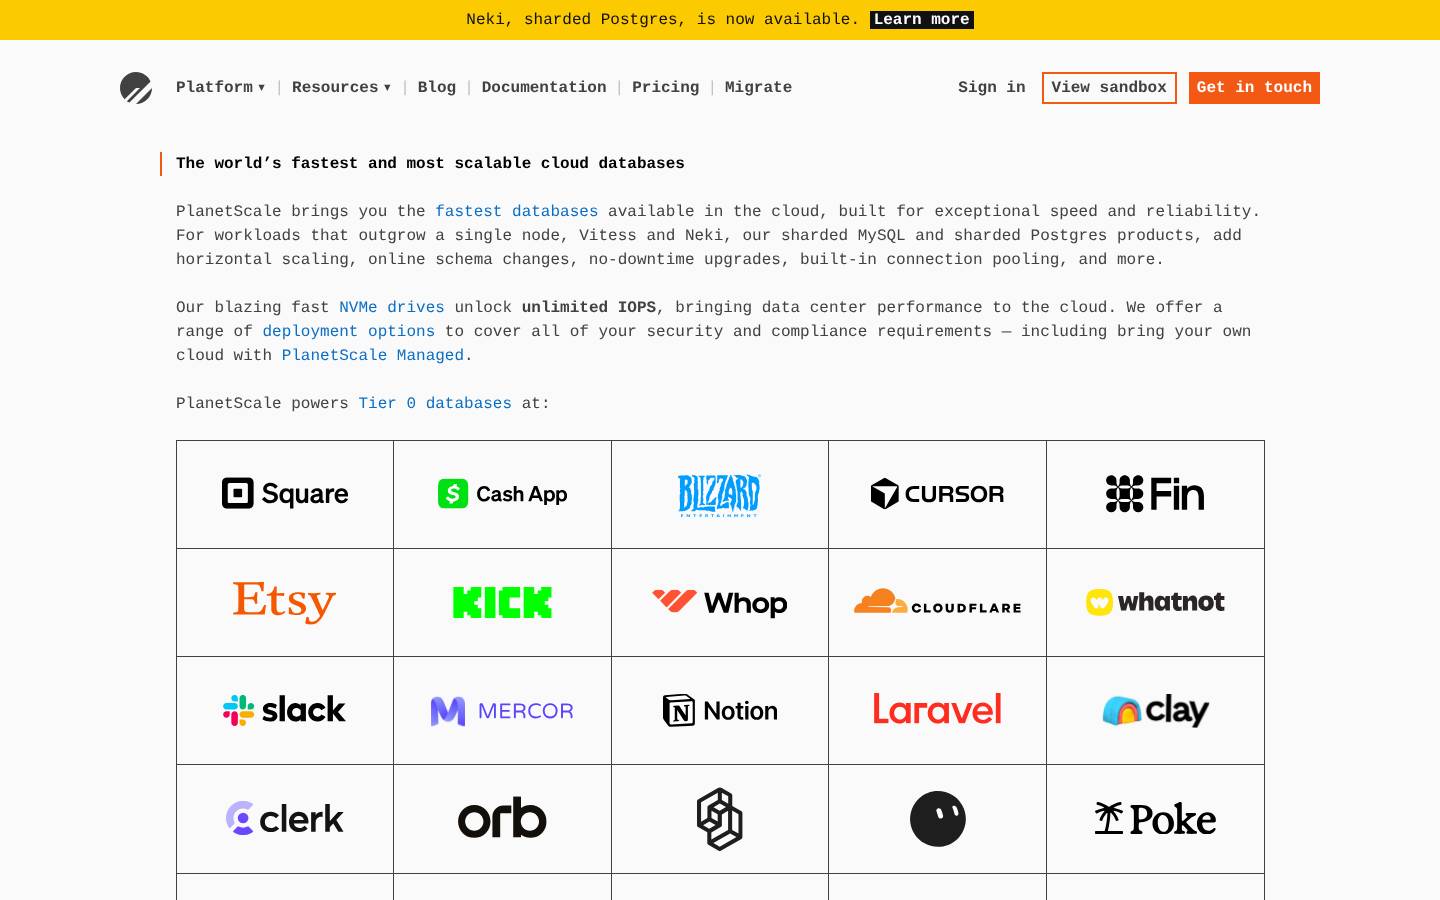 Neki, sharded Postgres, is now available. Learn more
Platform ▾ | Resources ▾ | Blog | Documentation | Pricing | Migrate
Sign in View sandbox Get in touch
The world’s fastest and most scalable cloud databases
PlanetScale brings you the fastest databases available in the cloud, built for exceptional speed and reliability.
For workloads that outgrow a single node, Vitess and Neki, our sharded MySQL and sharded Postgres products, add
horizontal scaling, online schema changes, no-downtime upgrades, built-in connection pooling, and more.
Our blazing fast NVMe drives unlock unlimited IOPS, bringing data center performance to the cloud. We offer a
range of deployment options to cover all of your security and compliance requirements — including bring your own
cloud with PlanetScale Managed.
PlanetScale powers Tier 0 databases at:
Square Cash App BLIZZARD ENTERTAINMENT CURSOR Fin
Etsy KICK Whop CLOUDFLARE whatnot
slack MERCOR Notion Laravel clay
clerk orb Poke